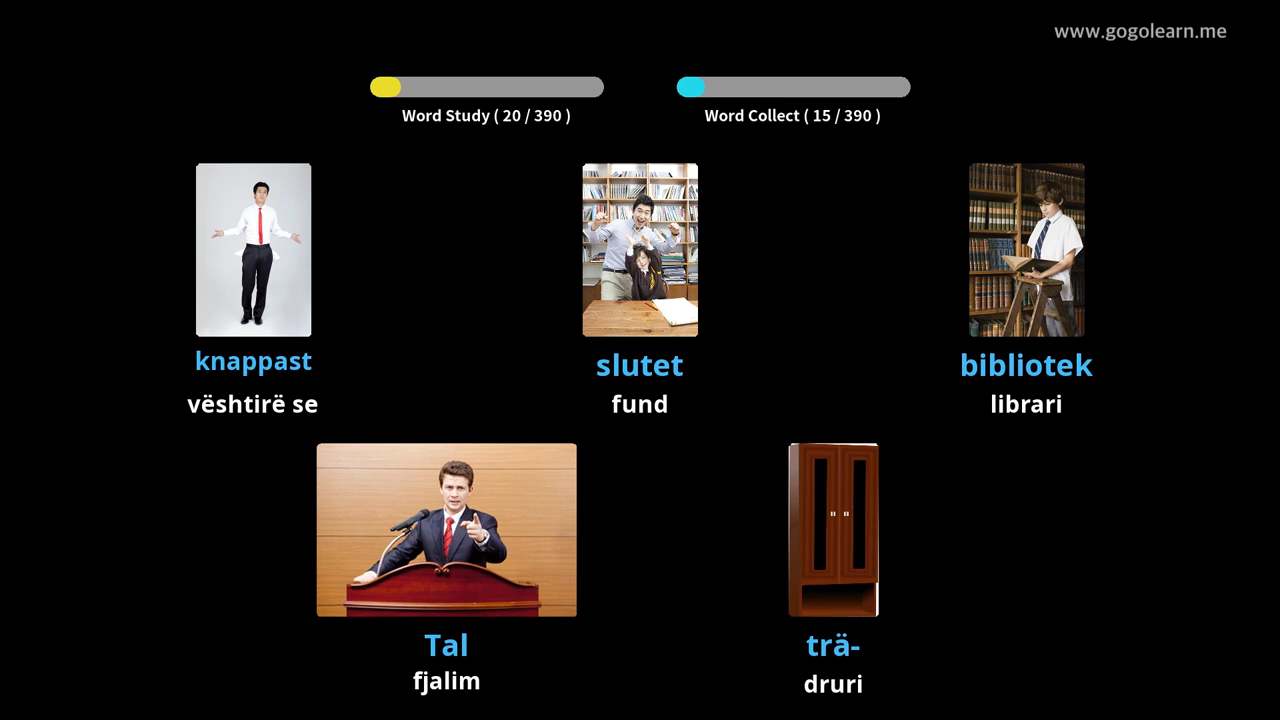 www.gogolearn.me
Word Study ( 20 / 390 )
Word Collect ( 15 / 390 )
knappast
vështirë se
slutet
fund
bibliotek
librari
Tal
fjalim
trä-
druri